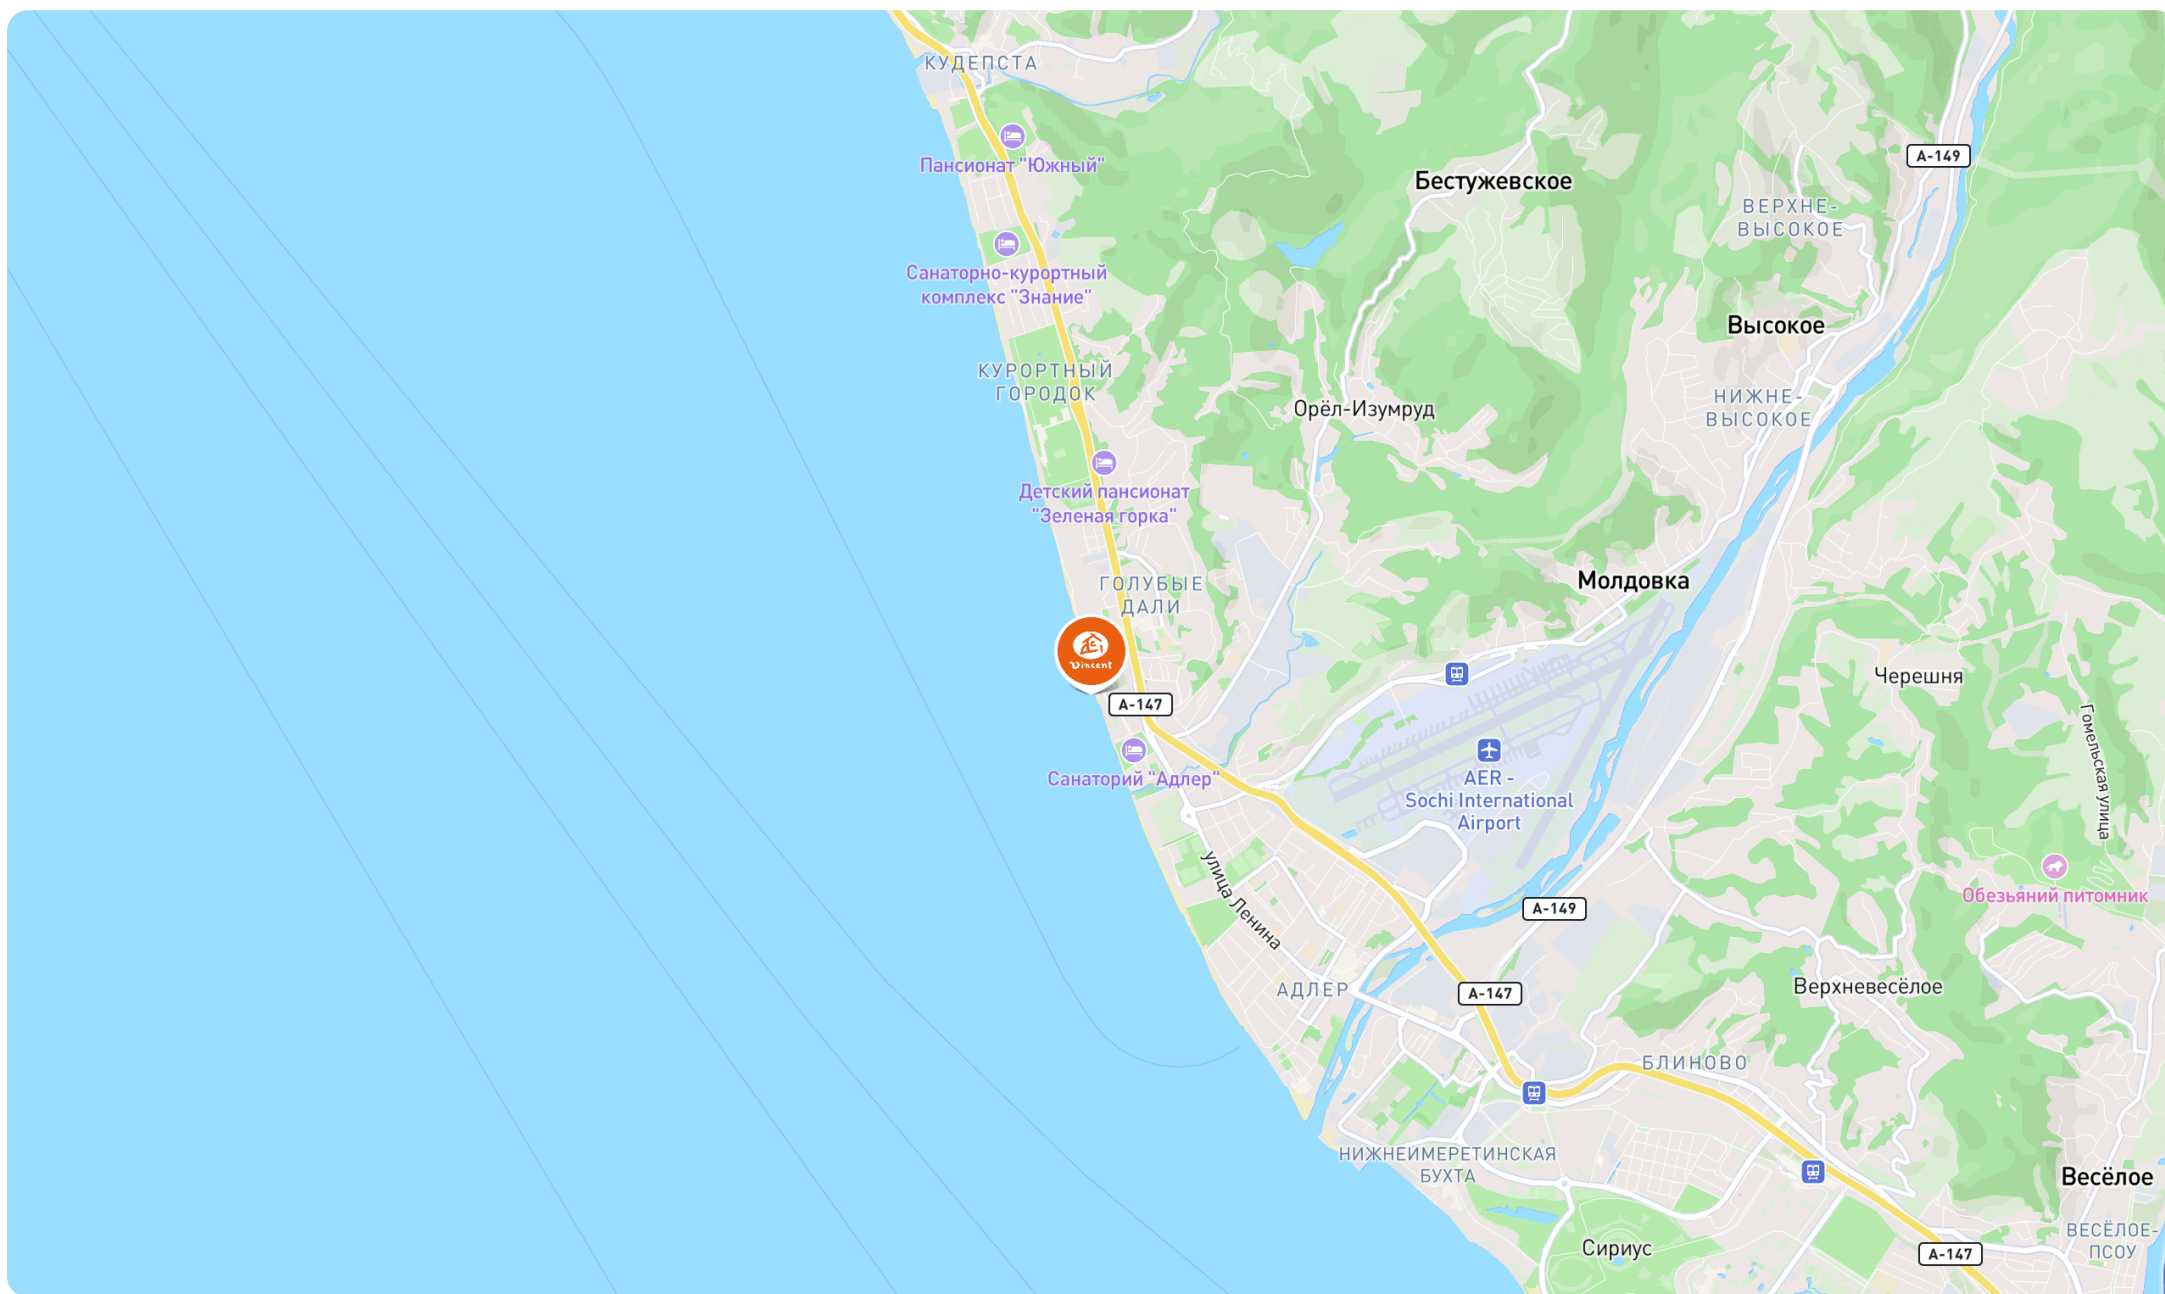 КУДЕПСТА
Пансионат "Южный"
А-149
Бестужевское
ВЕРХНЕ-
ВЫСОКОЕ
Санаторно-курортный
комплекс "Знание"
Высокое
КУРОРТНЫЙ
ГОРОДОК
Орёл-Изумруд
НИЖНЕ-
ВЫСОКОЕ
Детский пансионат
"Зеленая горка"
ГОЛУБЫЕ
ДАЛИ
Молдовка
Vincent
Черешня
А-147
Гомельская улица
Санаторий "Адлер"
AER -
Sochi International
Airport
улица Ленина
Обезьяний питомник
А-149
АДЛЕР
А-147
Верхневесёлое
БЛИНОВО
НИЖНЕИМЕРЕТИНСКАЯ
БУХТА
Весёлое
Сириус
ВЕСЁЛОЕ-
ПСОУ
А-147